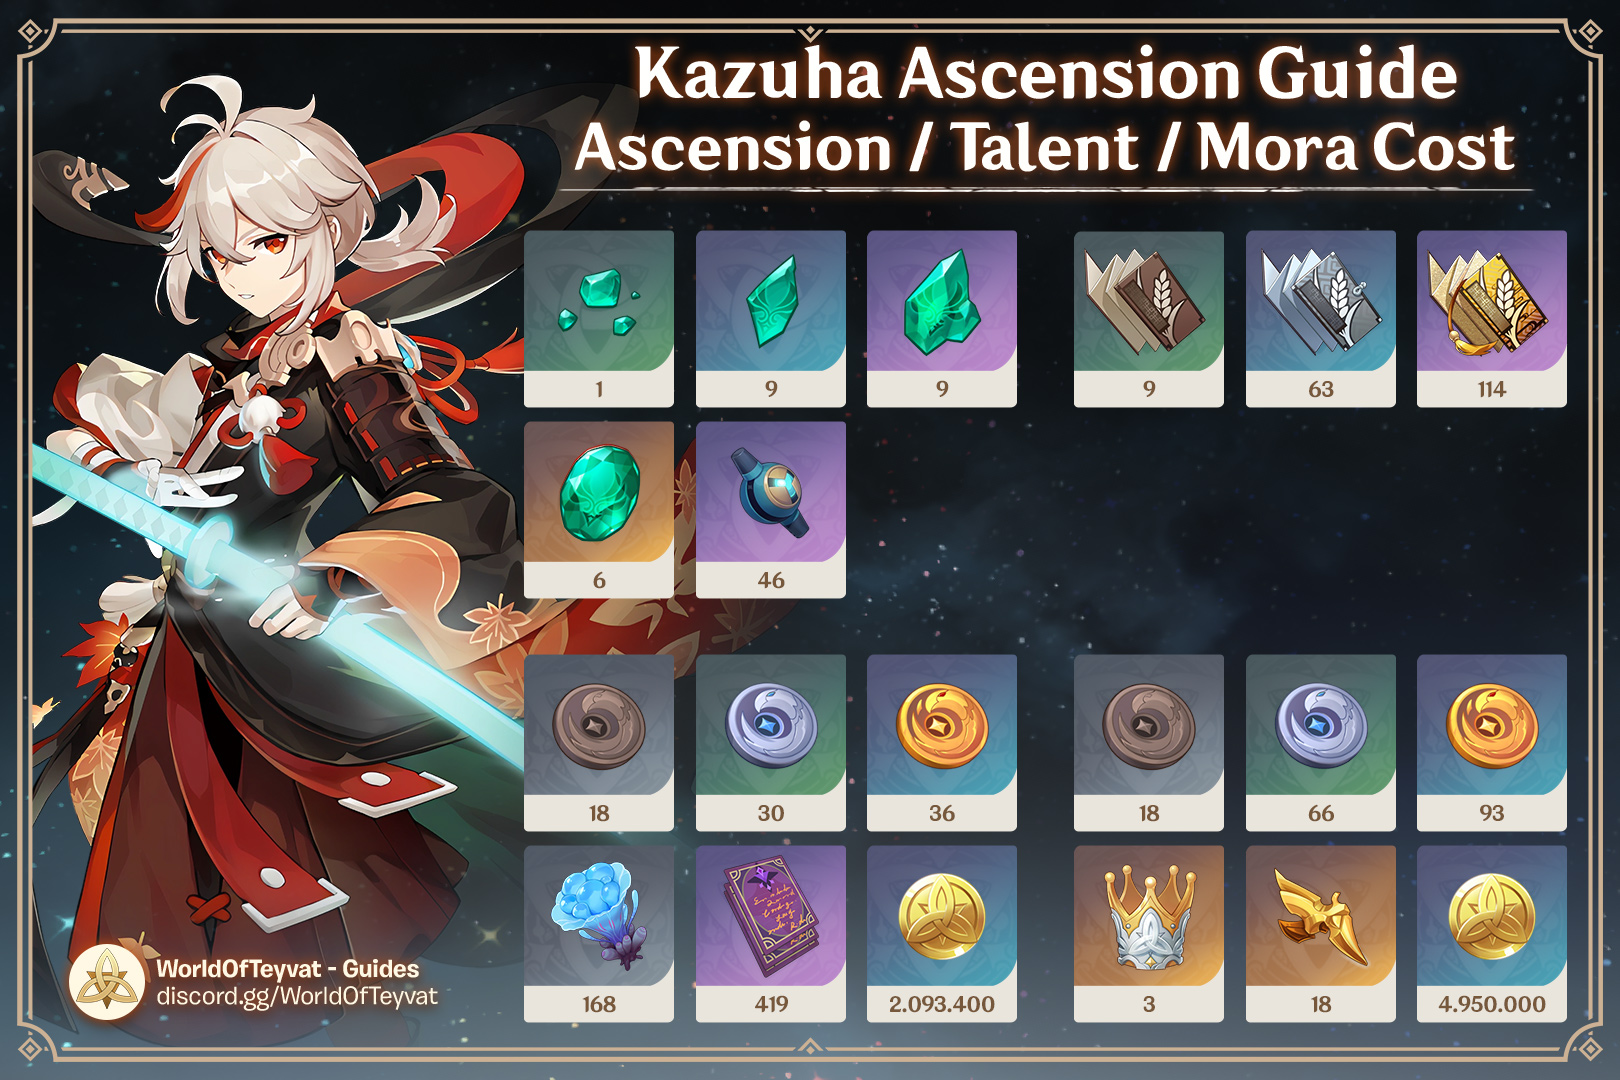 Kazuha Ascension Guide
Ascension / Talent / Mora Cost
1 9 9 9 63 114
6 46
18 30 36 18 66 93
168 419 2.093.400 3 18 4.950.000
WorldOfTeyvat - Guides
discord.gg/WorldOfTeyvat